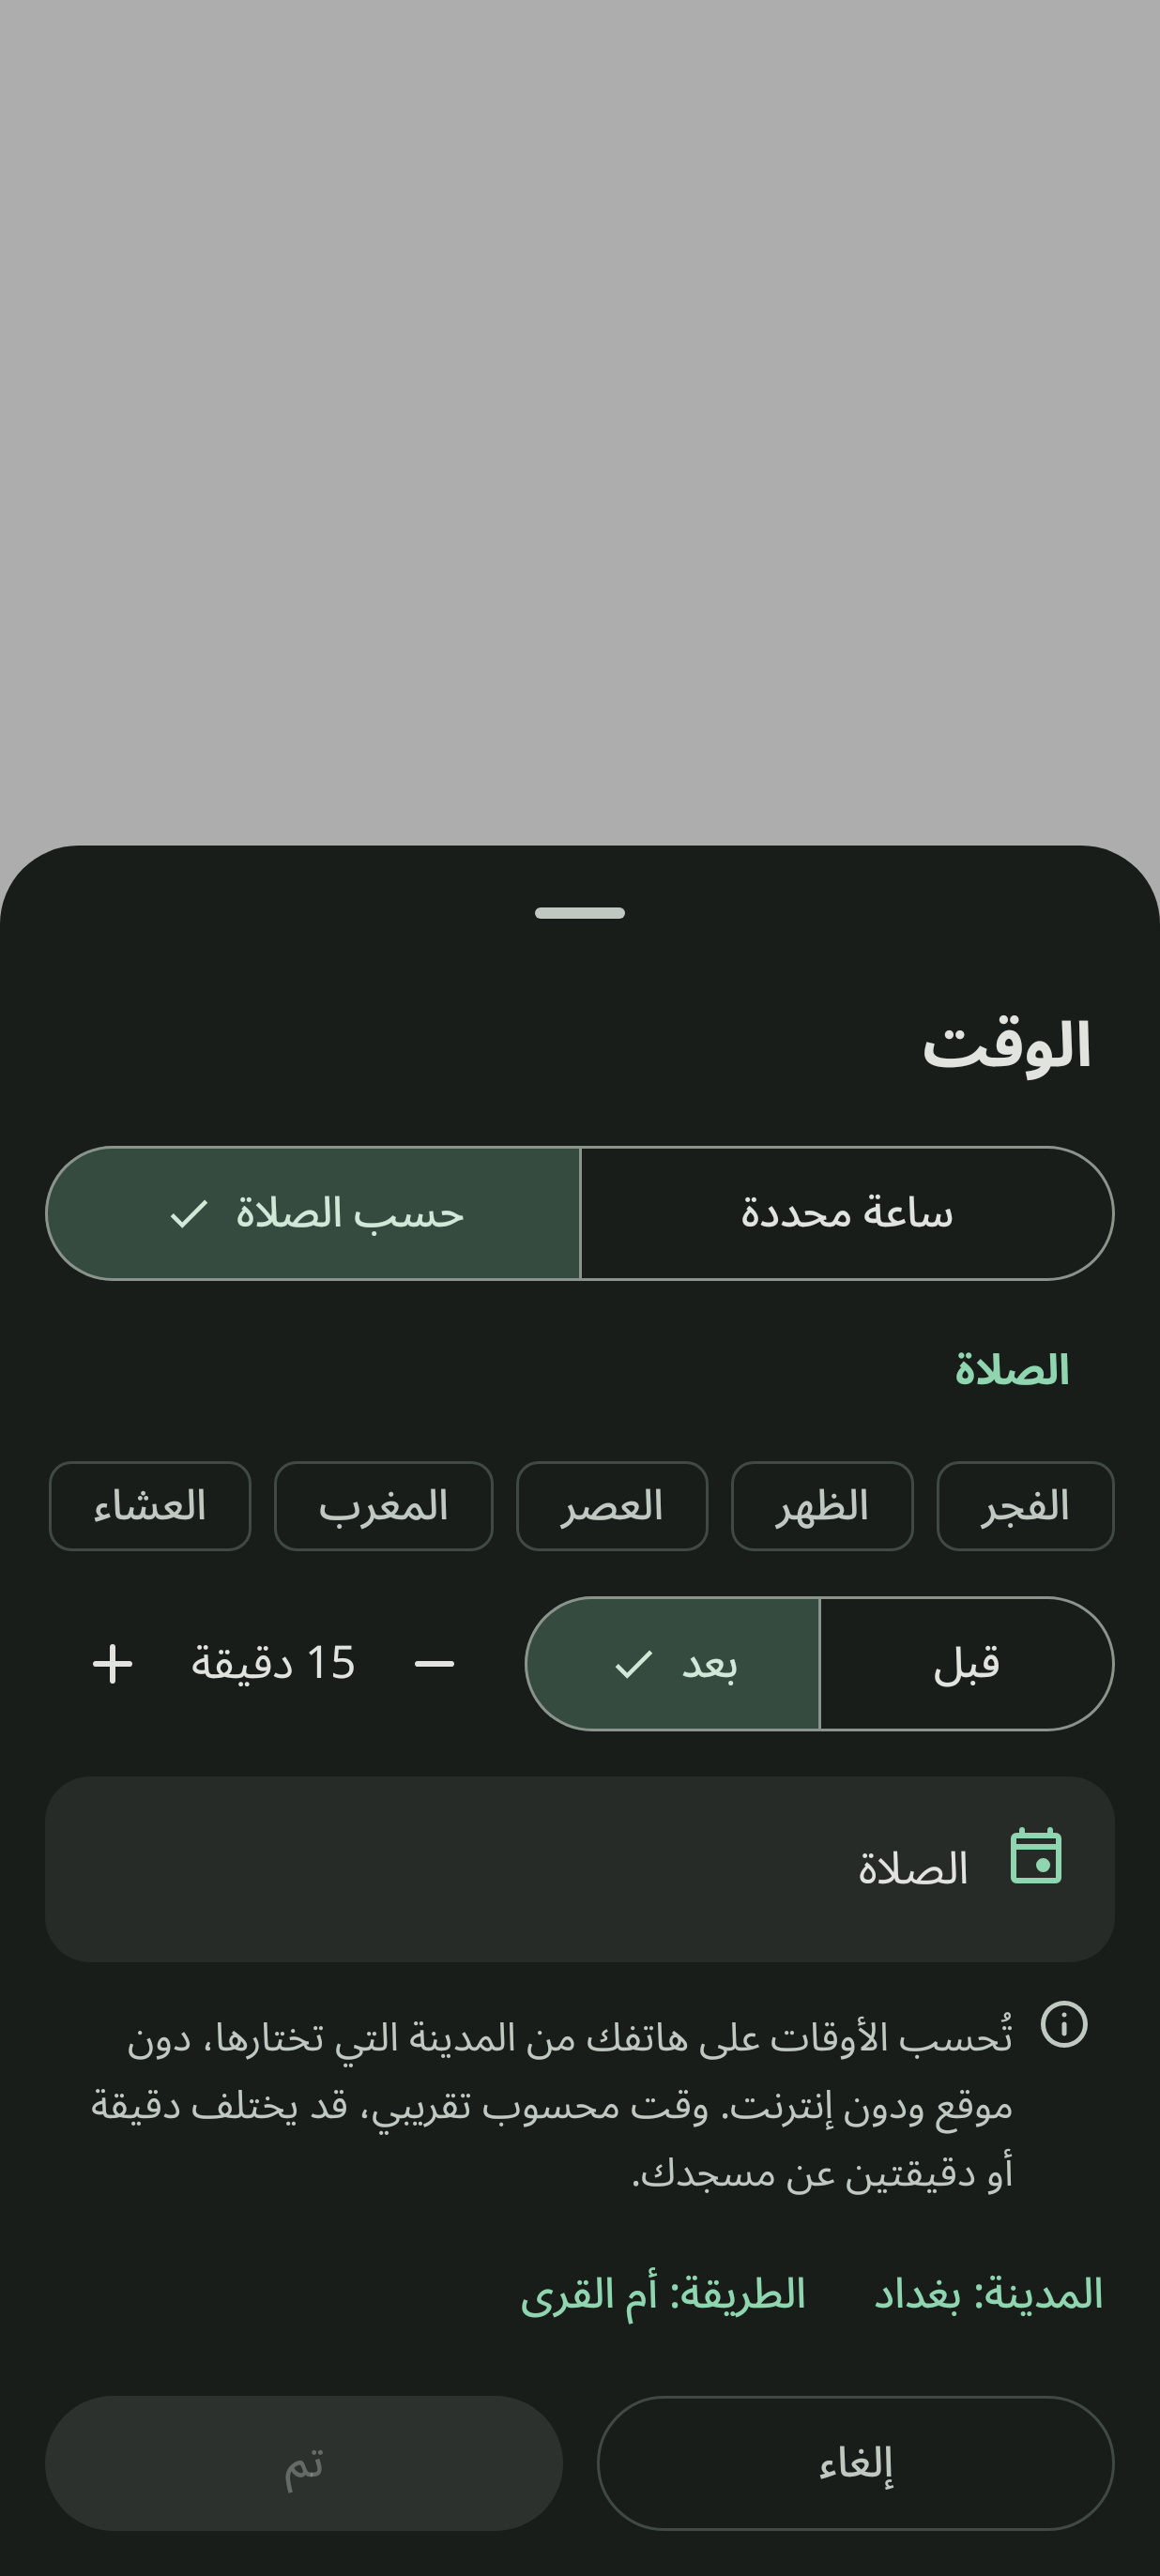 الوقت
ساعة محددة
حسب الصلاة
الصلاة
الفجر
الظهر
العصر
المغرب
العشاء
قبل
بعد
15 دقيقة
الصلاة
تُحسب الأوقات على هاتفك من المدينة التي تختارها، دون
موقع ودون إنترنت. وقت محسوب تقريبي، قد يختلف دقيقة
أو دقيقتين عن مسجدك.
المدينة: بغداد
الطريقة: أم القرى
إلغاء
تم